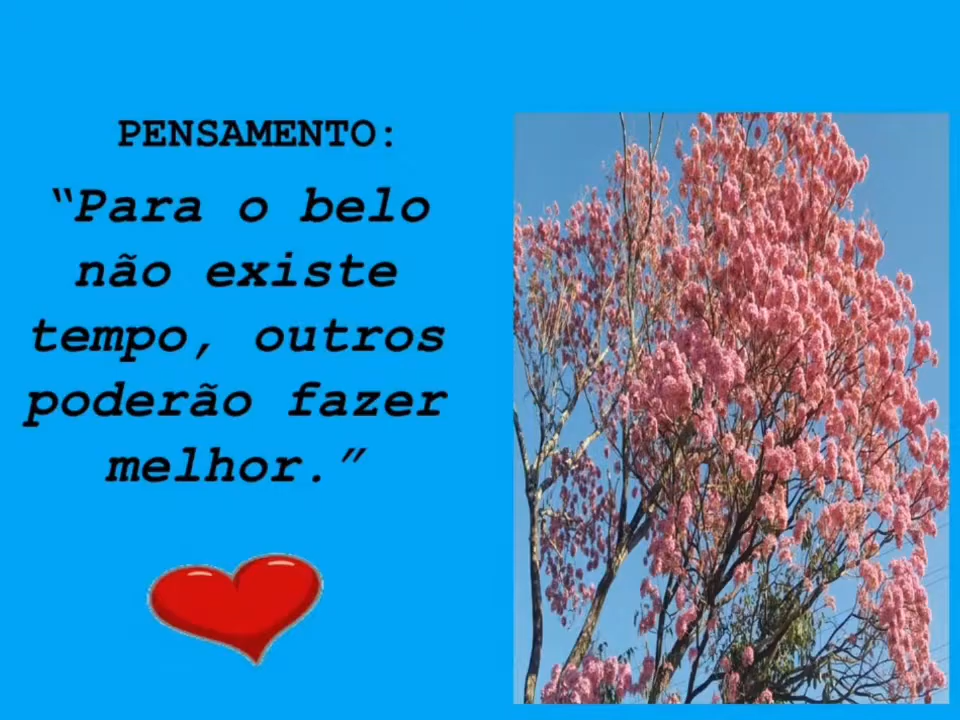 PENSAMENTO:
“Para o belo
não existe
tempo, outros
poderão fazer
melhor.”